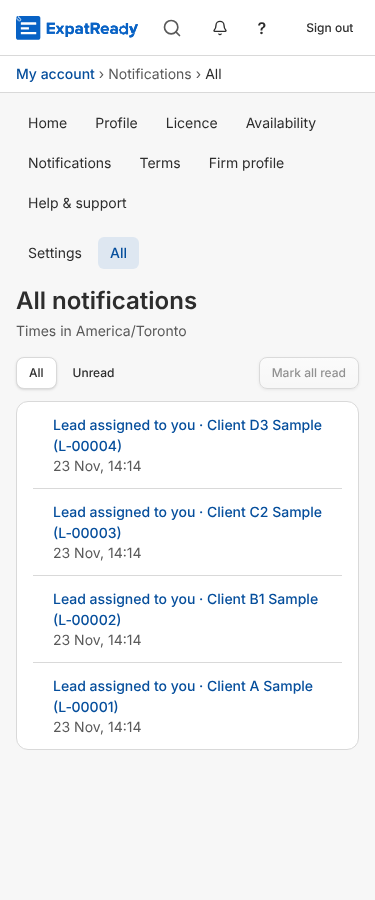 ExpatReady
?
Sign out
My account › Notifications › All
Home Profile Licence Availability
Notifications Terms Firm profile
Help & support
Settings All
All notifications
Times in America/Toronto
All Unread Mark all read
Lead assigned to you · Client D3 Sample
(L-00004)
23 Nov, 14:14
Lead assigned to you · Client C2 Sample
(L-00003)
23 Nov, 14:14
Lead assigned to you · Client B1 Sample
(L-00002)
23 Nov, 14:14
Lead assigned to you · Client A Sample
(L-00001)
23 Nov, 14:14